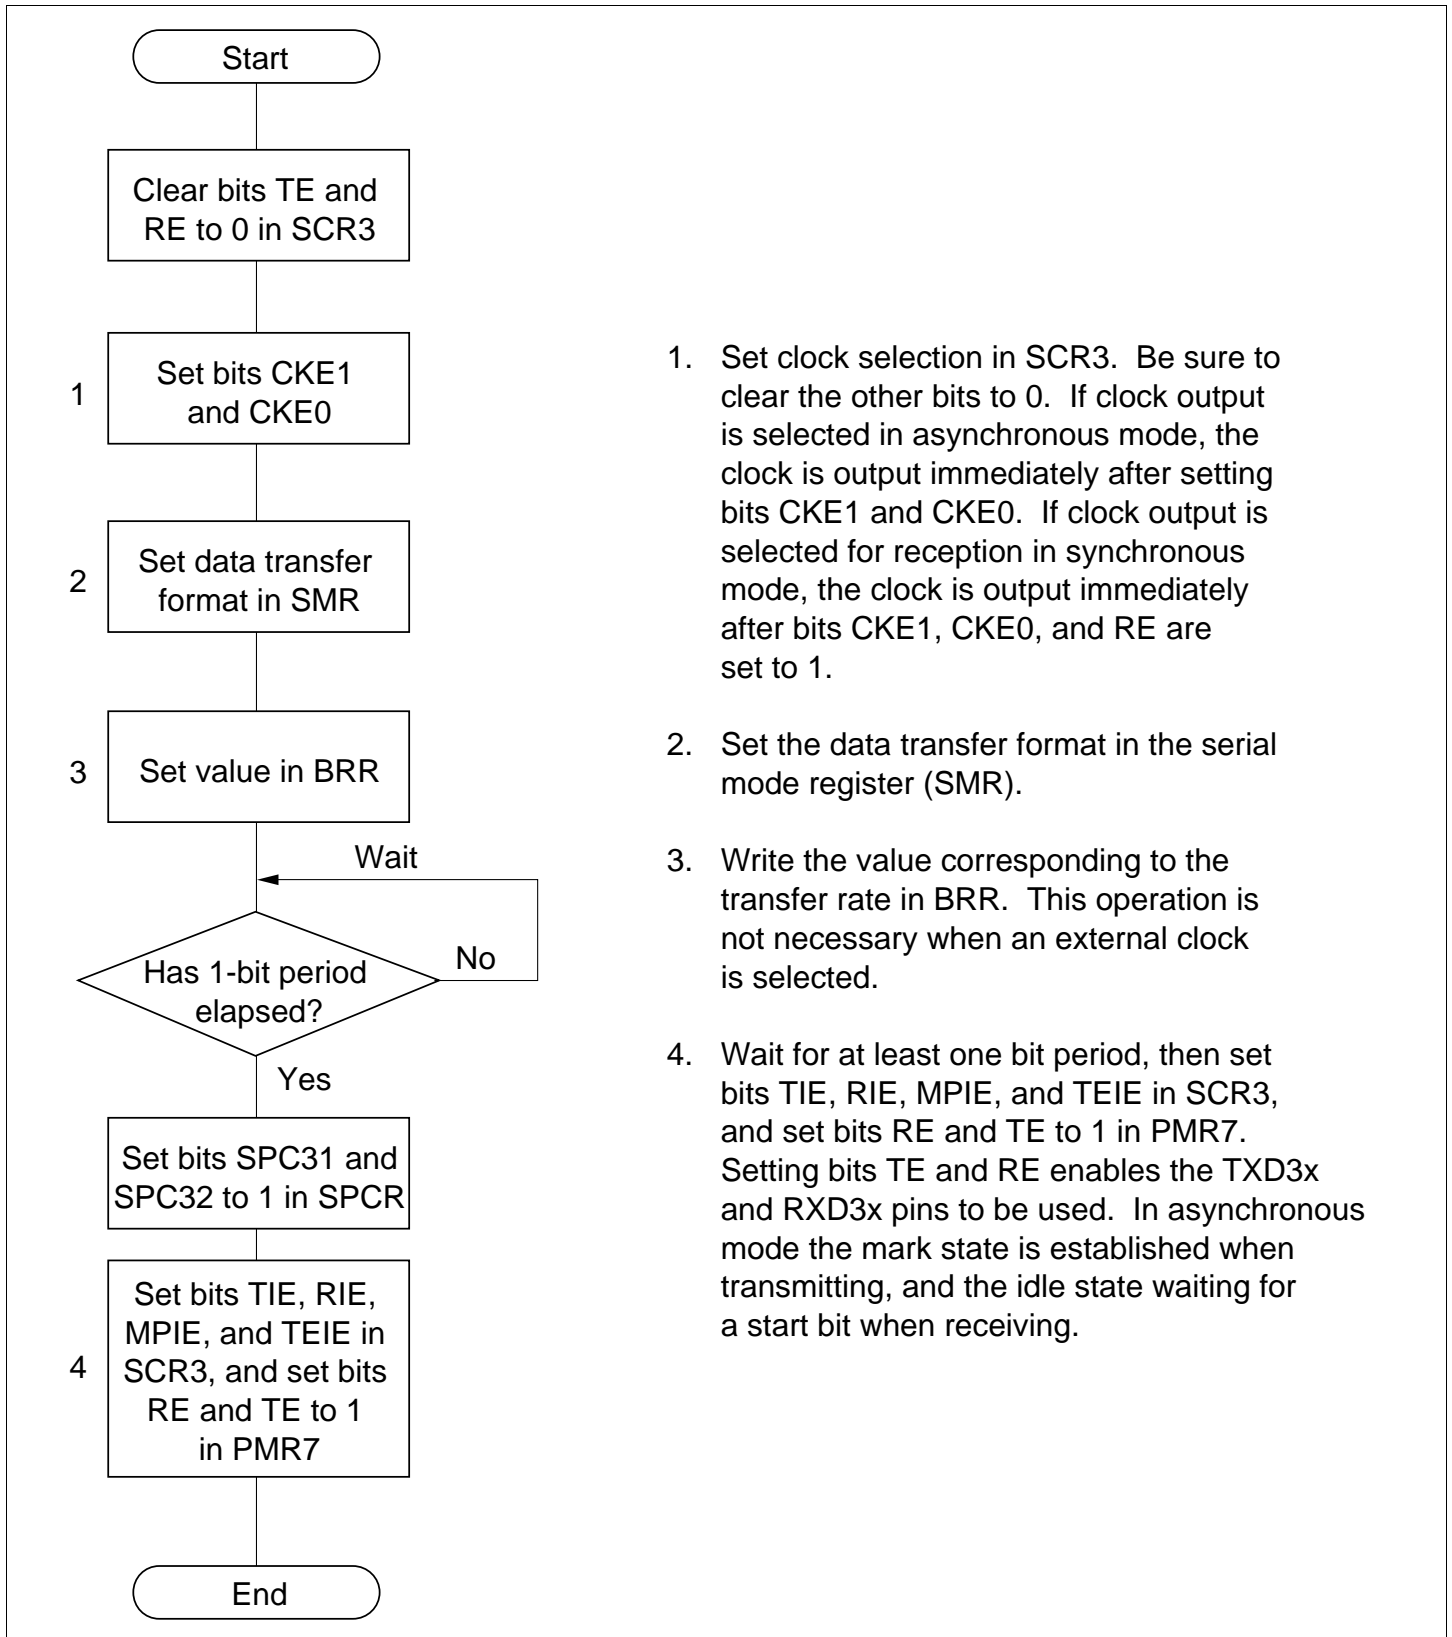 Start
Clear bits TE and
RE to 0 in SCR3
1
Set bits CKE1
and CKE0
2
Set data transfer
format in SMR
3
Set value in BRR
Wait
Has 1-bit period
elapsed?
No
Yes
Set bits SPC31 and
SPC32 to 1 in SPCR
4
Set bits TIE, RIE,
MPIE, and TEIE in
SCR3, and set bits
RE and TE to 1
in PMR7
End
1. Set clock selection in SCR3. Be sure to
clear the other bits to 0. If clock output
is selected in asynchronous mode, the
clock is output immediately after setting
bits CKE1 and CKE0. If clock output is
selected for reception in synchronous
mode, the clock is output immediately
after bits CKE1, CKE0, and RE are
set to 1.
2. Set the data transfer format in the serial
mode register (SMR).
3. Write the value corresponding to the
transfer rate in BRR. This operation is
not necessary when an external clock
is selected.
4. Wait for at least one bit period, then set
bits TIE, RIE, MPIE, and TEIE in SCR3,
and set bits RE and TE to 1 in PMR7.
Setting bits TE and RE enables the TXD3x
and RXD3x pins to be used. In asynchronous
mode the mark state is established when
transmitting, and the idle state waiting for
a start bit when receiving.